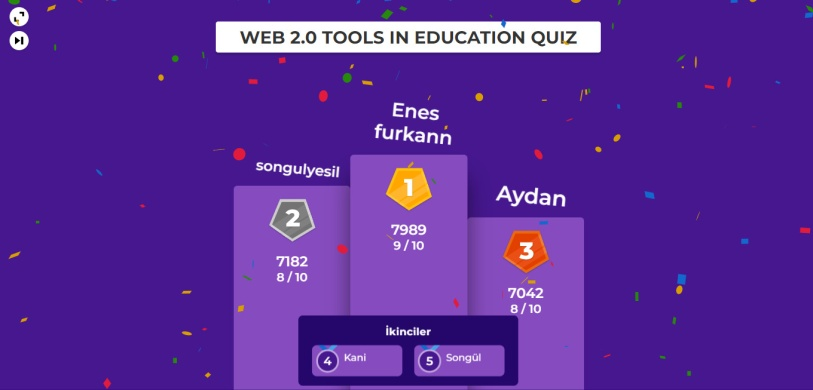 WEB 2.0 TOOLS IN EDUCATION QUIZ
Enes
furkann
songulyesil
Aydan
1
7989
9 / 10
2
7182
8 / 10
3
7042
8 / 10
İkinciler
4 Kani
5 Songül